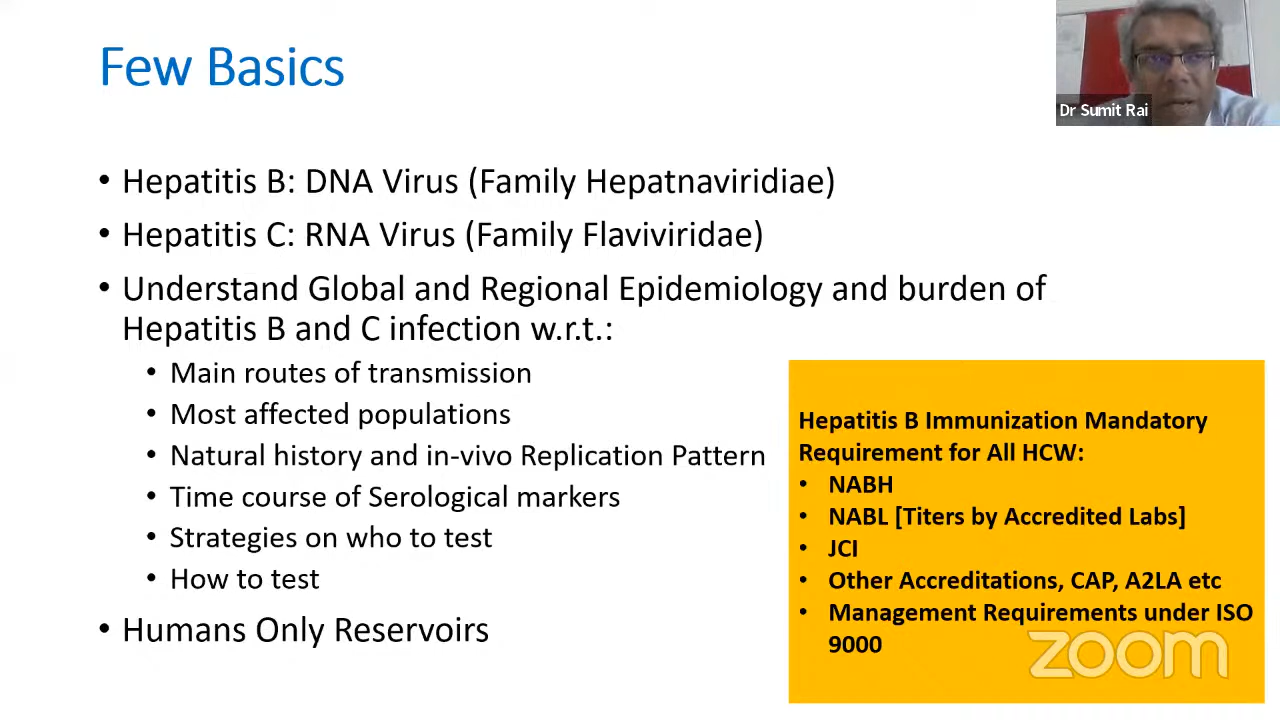 Few Basics
Dr Sumit Rai
• Hepatitis B: DNA Virus (Family Hepatnaviridiae)
• Hepatitis C: RNA Virus (Family Flaviviridae)
• Understand Global and Regional Epidemiology and burden of
Hepatitis B and C infection w.r.t.:
• Main routes of transmission
• Most affected populations
• Natural history and in-vivo Replication Pattern
• Time course of Serological markers
• Strategies on who to test
• How to test
• Humans Only Reservoirs
Hepatitis B Immunization Mandatory
Requirement for All HCW:
• NABH
• NABL [Titers by Accredited Labs]
• JCI
• Other Accreditations, CAP, A2LA etc
• Management Requirements under ISO
9000
zoom